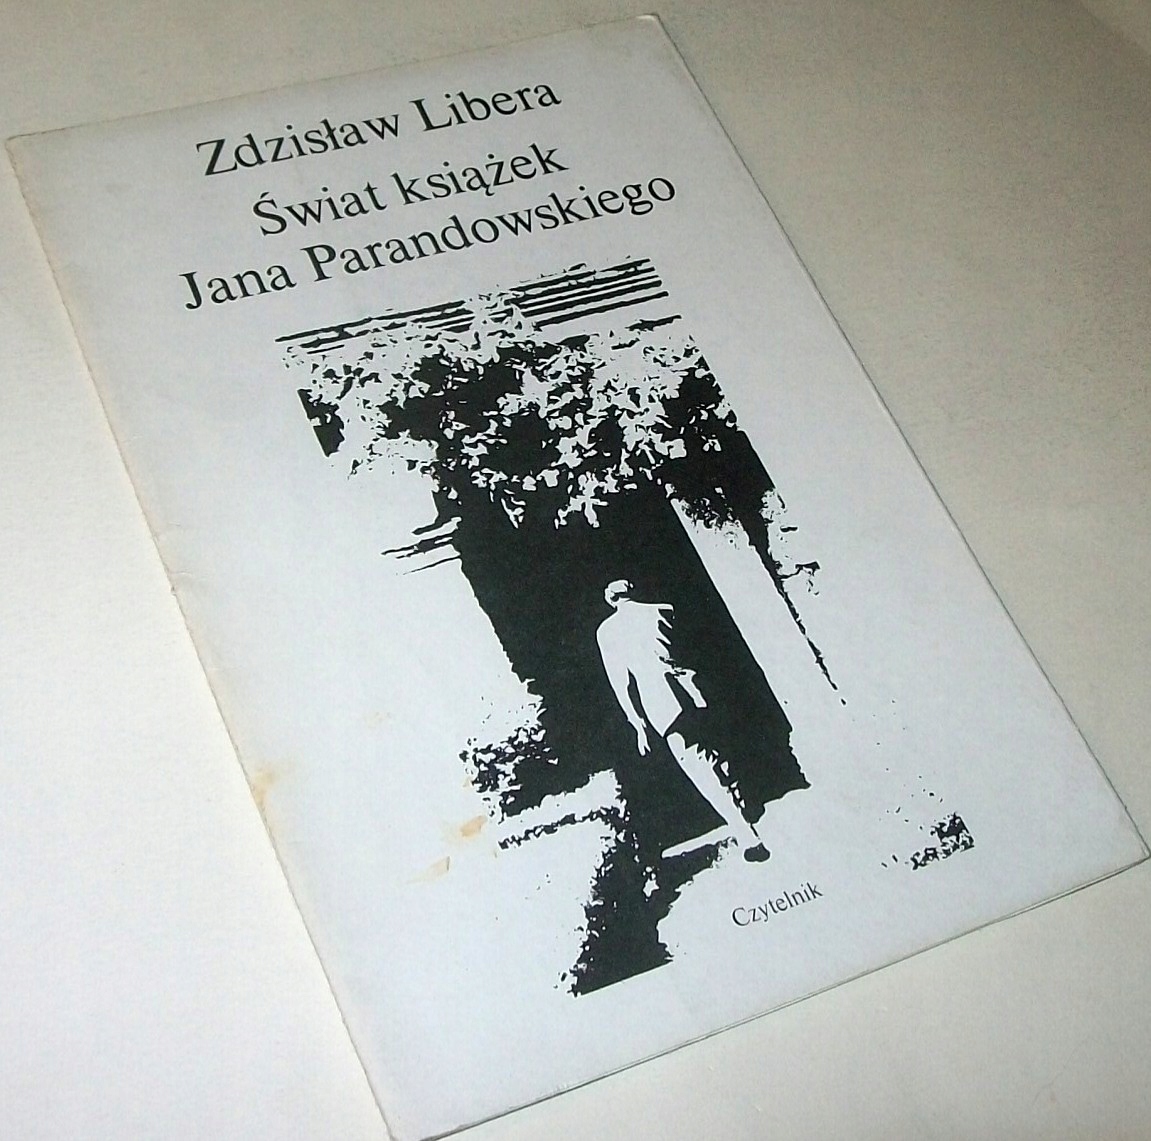 Zdzisław Libera
Świat książek
Jana Parandowskiego
Czytelnik